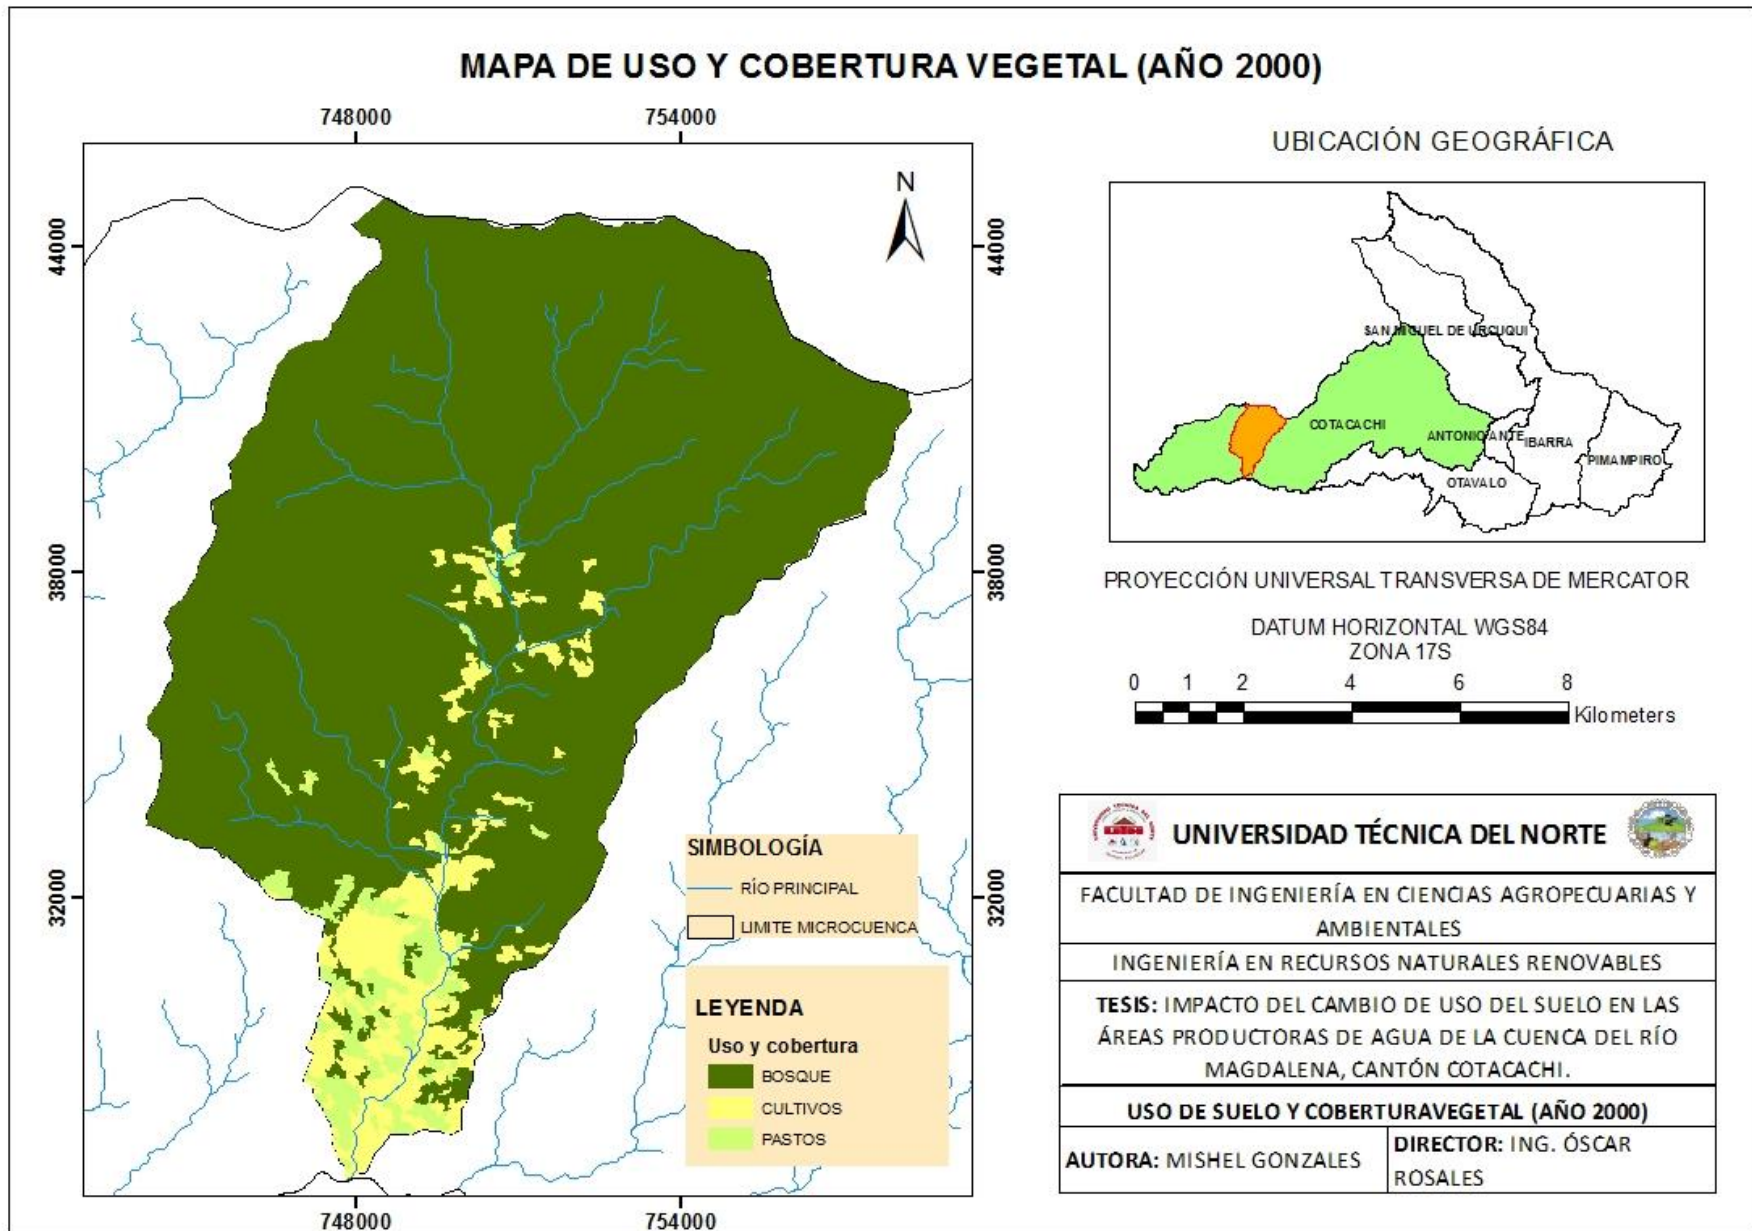 MAPA DE USO Y COBERTURA VEGETAL (AÑO 2000)
748000
754000
44000
38000
32000
N
44000
38000
32000
748000
754000
SIMBOLOGÍA
RÍO PRINCIPAL
LIMITE MICROCUENCA
LEYENDA
Uso y cobertura
BOSQUE
CULTIVOS
PASTOS
UBICACIÓN GEOGRÁFICA
SAN MIGUEL DE URCUQUI
COTACACHI
ANTONIO ANTE
IBARRA
PIMAMPIRO
OTAVALO
PROYECCIÓN UNIVERSAL TRANSVERSA DE MERCATOR
DATUM HORIZONTAL WGS84
ZONA 17S
0 1 2 4 6 8
Kilometers
UNIVERSIDAD TÉCNICA DEL NORTE
FACULTAD DE INGENIERÍA EN CIENCIAS AGROPECUARIAS Y
AMBIENTALES
INGENIERÍA EN RECURSOS NATURALES RENOVABLES
TESIS: IMPACTO DEL CAMBIO DE USO DEL SUELO EN LAS
ÁREAS PRODUCTORAS DE AGUA DE LA CUENCA DEL RÍO
MAGDALENA, CANTÓN COTACACHI.
USO DE SUELO Y COBERTURAVEGETAL (AÑO 2000)
AUTORA: MISHEL GONZALES
DIRECTOR: ING. ÓSCAR
ROSALES